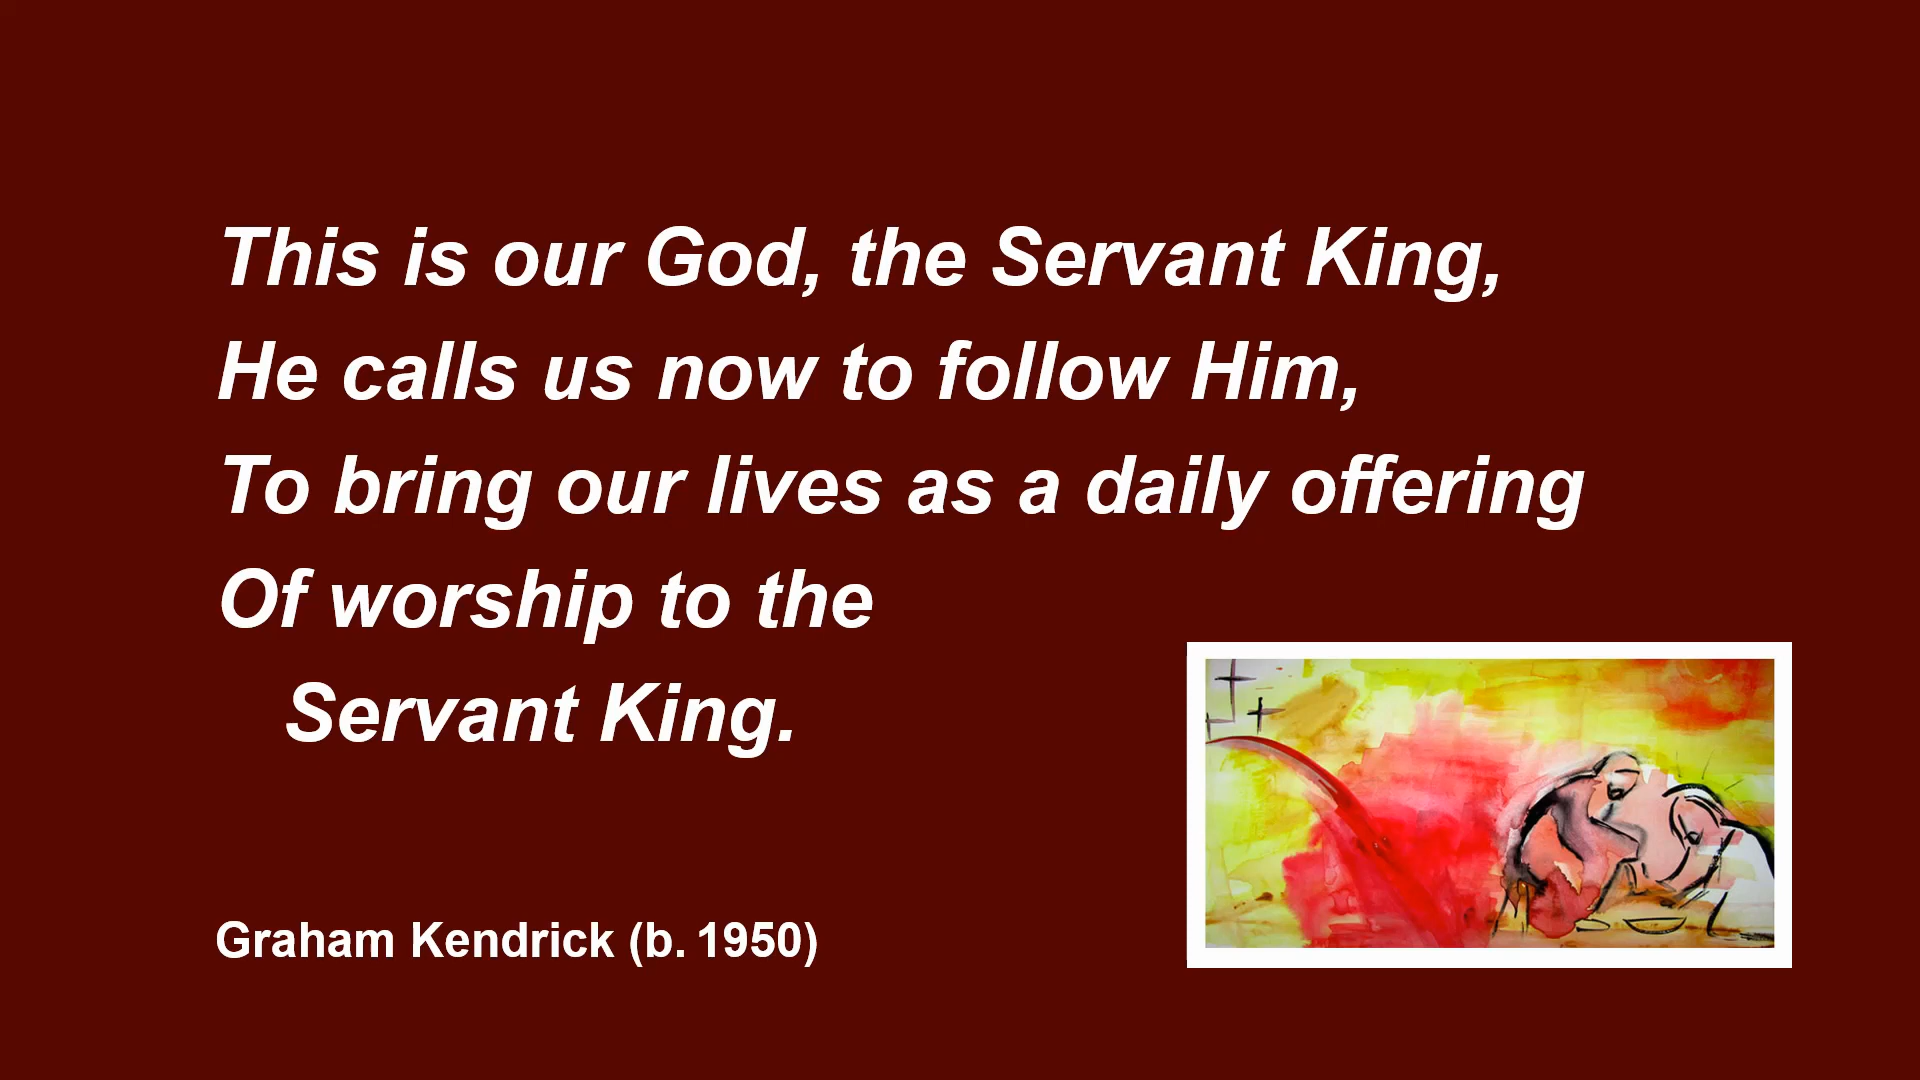 This is our God, the Servant King,
He calls us now to follow Him,
To bring our lives as a daily offering
Of worship to the
Servant King.
Graham Kendrick (b. 1950)